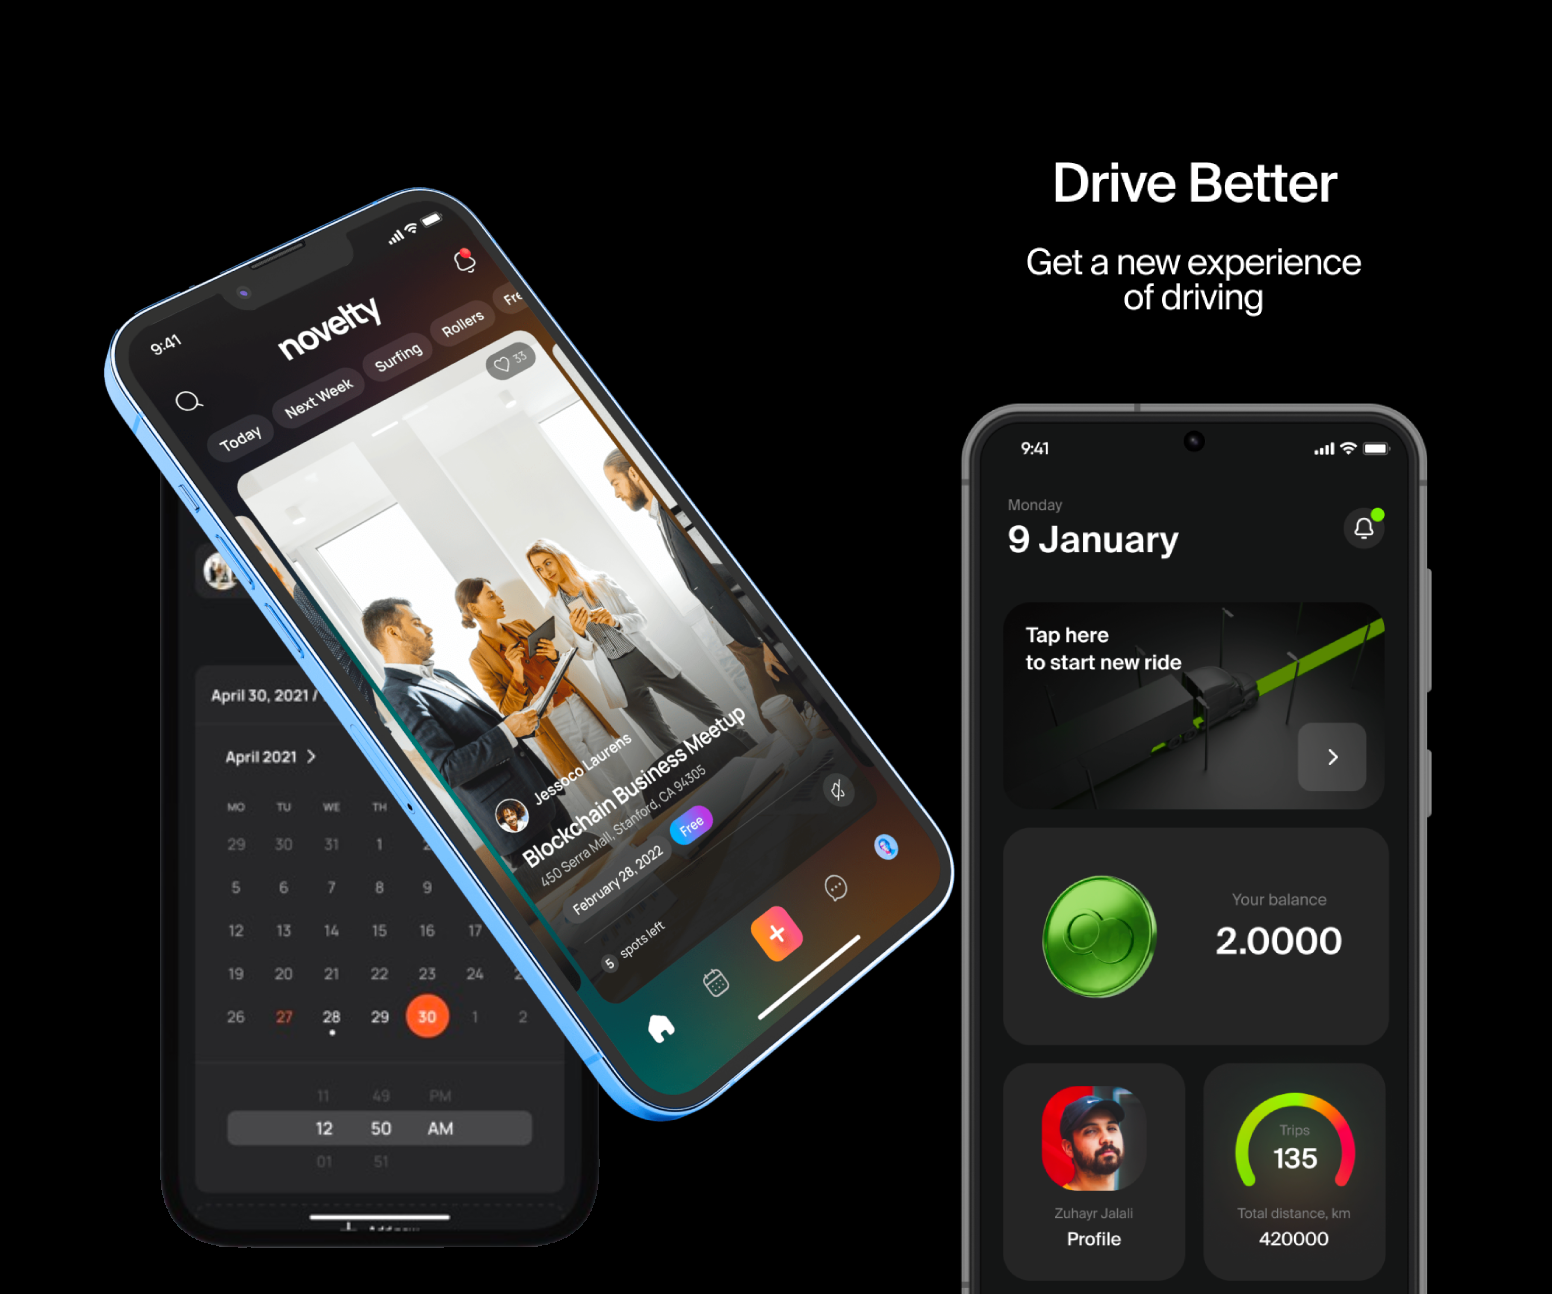 Drive Better
Get a new experience
of driving
9:41
novelty
Today
Next Week
Surfing
Rollers
33
Jessoco Laurens
Blockchain Business Meetup
450 Serra Mall, Stanford, CA 94305
February 28, 2022
Free
5 spots left
April 30, 2021 /
April 2021
MO TU WE TH
29 30 31 1
5 6 7 8 9
12 13 14 15 16 17
19 20 21 22 23 24
26 27 28 29 30 1 2
11 49 PM
12 50 AM
01 51
9:41
Monday
9 January
Tap here
to start new ride
Your balance
2.0000
Zuhayr Jalali
Profile
Trips
135
Total distance, km
420000